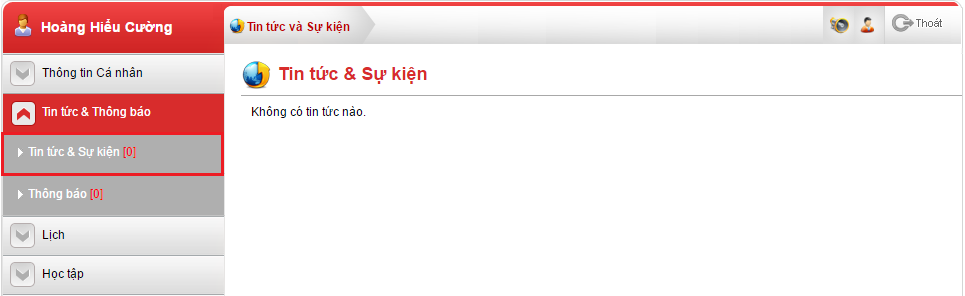 Hoàng Hiếu Cường
Tin tức và Sự kiện
Thoát
Thông tin Cá nhân
Tin tức & Thông báo
Tin tức & Sự kiện [0]
Thông báo [0]
Lịch
Học tập
Tin tức & Sự kiện
Không có tin tức nào.